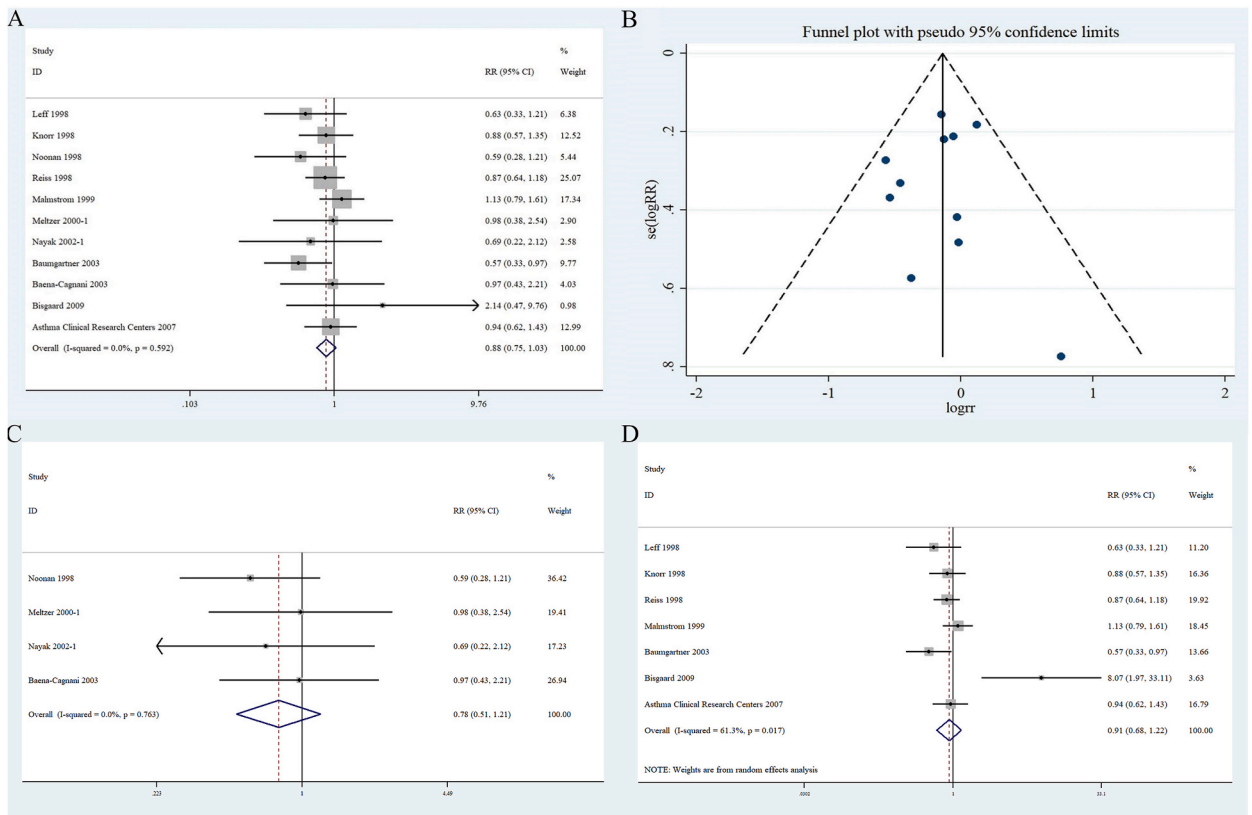 A
Study %
ID RR (95% CI) Weight
Leff 1998 0.63 (0.33, 1.21) 6.38
Knorr 1998 0.88 (0.57, 1.35) 12.52
Noonan 1998 0.59 (0.28, 1.21) 5.44
Reiss 1998 0.87 (0.64, 1.18) 25.07
Malmstrom 1999 1.13 (0.79, 1.61) 17.34
Meltzer 2000-1 0.98 (0.38, 2.54) 2.90
Nayak 2002-1 0.69 (0.22, 2.12) 2.58
Baumgartner 2003 0.57 (0.33, 0.97) 9.77
Baena-Cagnani 2003 0.97 (0.43, 2.21) 4.03
Bisgaard 2009 2.14 (0.47, 9.76) 0.98
Asthma Clinical Research Centers 2007 0.94 (0.62, 1.43) 12.99
Overall (I-squared = 0.0%, p = 0.592) 0.88 (0.75, 1.03) 100.00
.103 1 9.76
B
Funnel plot with pseudo 95% confidence limits
se(logRR)
0
.2
.4
.6
.8
-2 -1 0 1 2
logrr
C
Study %
ID RR (95% CI) Weight
Noonan 1998 0.59 (0.28, 1.21) 36.42
Meltzer 2000-1 0.98 (0.38, 2.54) 19.41
Nayak 2002-1 0.69 (0.22, 2.12) 17.23
Baena-Cagnani 2003 0.97 (0.43, 2.21) 26.94
Overall (I-squared = 0.0%, p = 0.763) 0.78 (0.51, 1.21) 100.00
.223 1 4.49
D
Study %
ID RR (95% CI) Weight
Leff 1998 0.63 (0.33, 1.21) 11.20
Knorr 1998 0.88 (0.57, 1.35) 16.36
Reiss 1998 0.87 (0.64, 1.18) 19.92
Malmstrom 1999 1.13 (0.79, 1.61) 18.45
Baumgartner 2003 0.57 (0.33, 0.97) 13.66
Bisgaard 2009 8.07 (1.97, 33.11) 3.63
Asthma Clinical Research Centers 2007 0.94 (0.62, 1.43) 16.79
Overall (I-squared = 61.3%, p = 0.017) 0.91 (0.68, 1.22) 100.00
NOTE: Weights are from random effects analysis
1 33.1